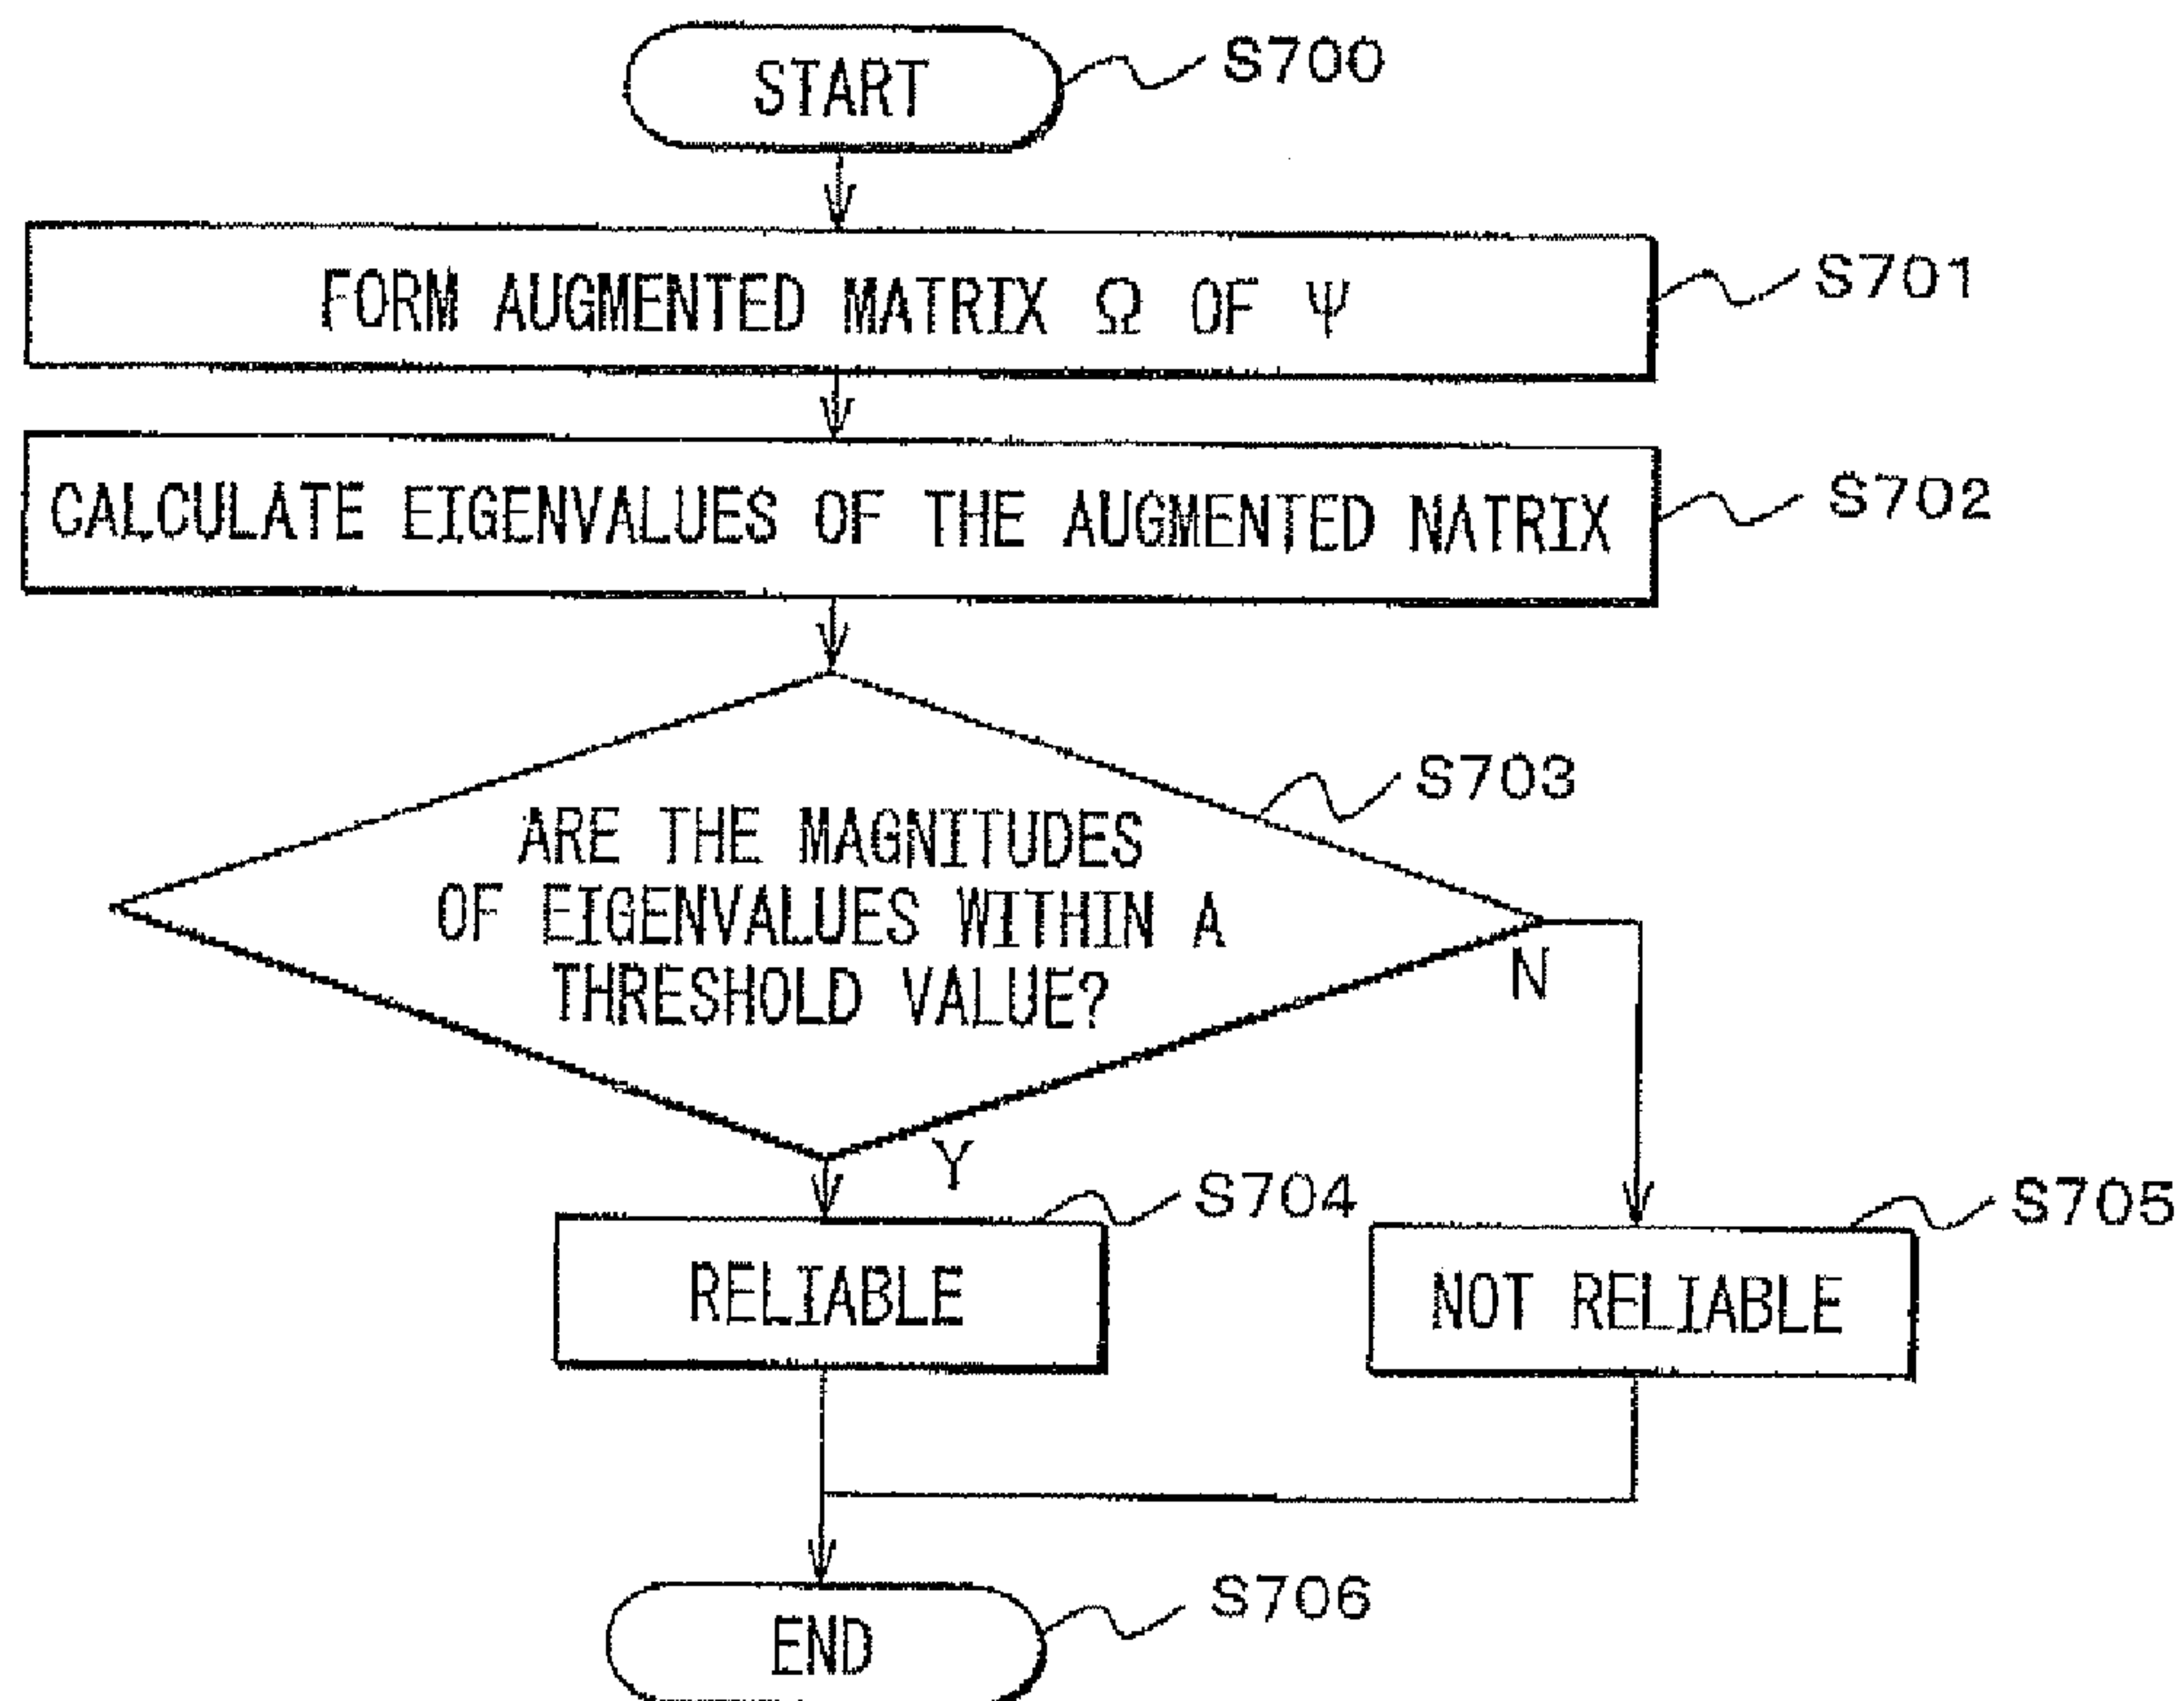 START
S700
FORM AUGMENTED MATRIX Ω OF Ψ
S701
CALCULATE EIGENVALUES OF THE AUGMENTED NATRIX
S702
S703
ARE THE MAGNITUDES
OF EIGENVALUES WITHIN A
THRESHOLD VALUE?
N
Y
S704
S705
RELIABLE
NOT RELIABLE
END
S706